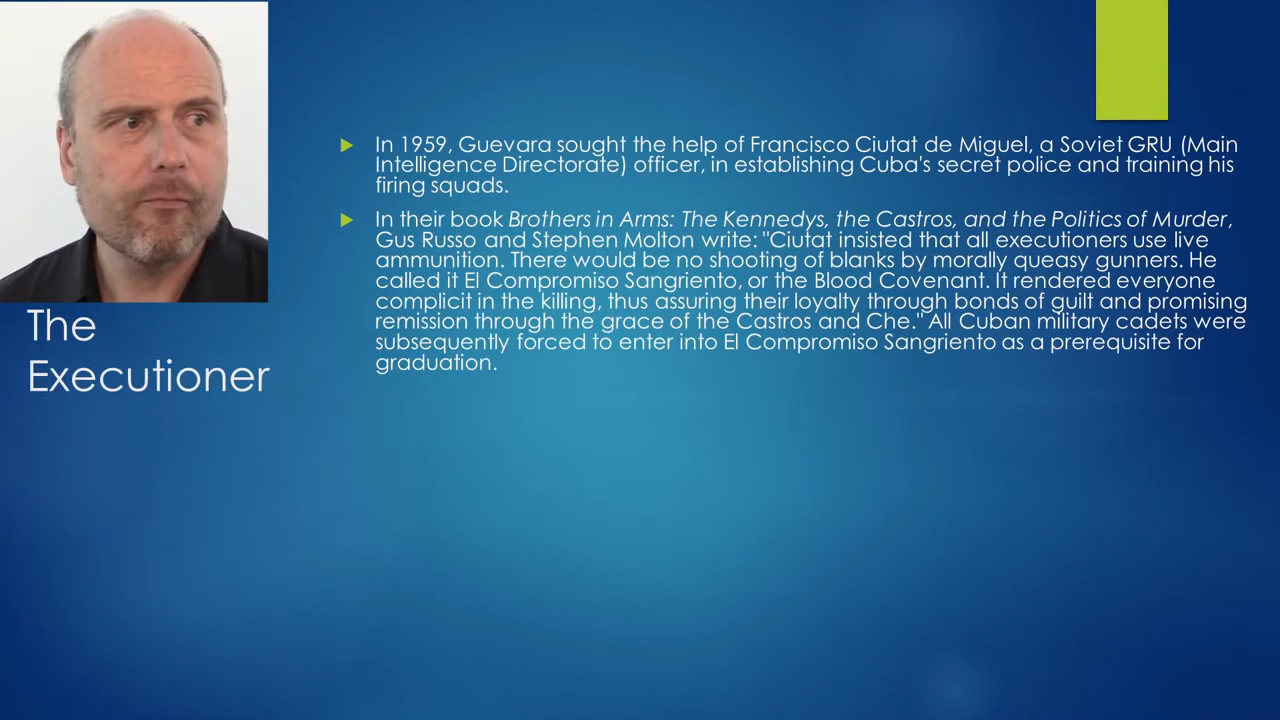 The
Executioner
In 1959, Guevara sought the help of Francisco Ciutat de Miguel, a Soviet GRU (Main
Intelligence Directorate) officer, in establishing Cuba's secret police and training his
firing squads.
In their book Brothers in Arms: The Kennedys, the Castros, and the Politics of Murder,
Gus Russo and Stephen Molton write: "Ciutat insisted that all executioners use live
ammunition. There would be no shooting of blanks by morally queasy gunners. He
called it El Compromiso Sangriento, or the Blood Covenant. It rendered everyone
complicit in the killing, thus assuring their loyalty through bonds of guilt and promising
remission through the grace of the Castros and Che." All Cuban military cadets were
subsequently forced to enter into El Compromiso Sangriento as a prerequisite for
graduation.